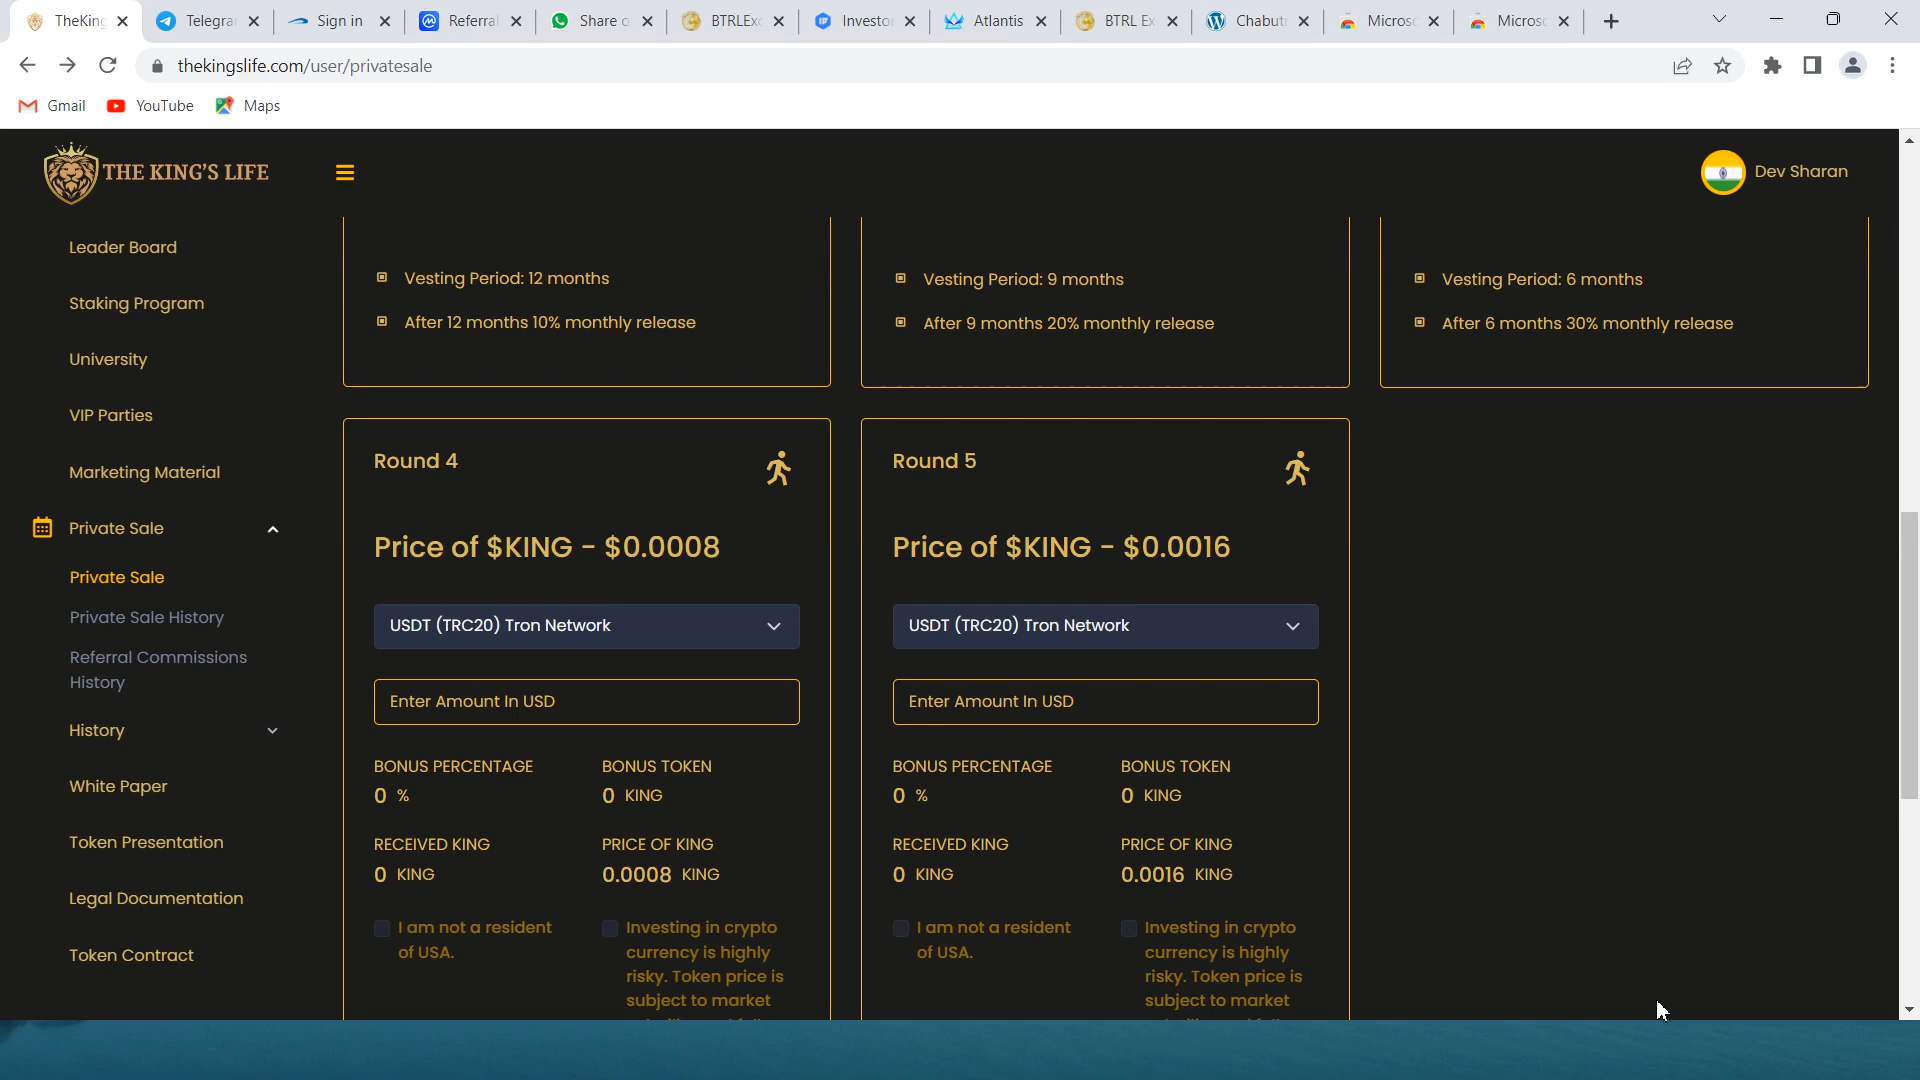 TheKing
Telegra
Sign in
Referral
Share o
BTRLExc
Investo
Atlantis
BTRL Ex
Chabut
Micros
Micros
thekingslife.com/user/privatesale
Gmail
YouTube
Maps
THE KING'S LIFE
Dev Sharan
Leader Board
Staking Program
University
VIP Parties
Marketing Material
Private Sale
Private Sale
Private Sale History
Referral Commissions
History
History
White Paper
Token Presentation
Legal Documentation
Token Contract
Vesting Period: 12 months
After 12 months 10% monthly release
Vesting Period: 9 months
After 9 months 20% monthly release
Vesting Period: 6 months
After 6 months 30% monthly release
Round 4
Price of $KING - $0.0008
USDT (TRC20) Tron Network
Enter Amount In USD
BONUS PERCENTAGE BONUS TOKEN
0 % 0 KING
RECEIVED KING PRICE OF KING
0 KING 0.0008 KING
I am not a resident
of USA.
Investing in crypto
currency is highly
risky. Token price is
subject to market
Round 5
Price of $KING - $0.0016
USDT (TRC20) Tron Network
Enter Amount In USD
BONUS PERCENTAGE BONUS TOKEN
0 % 0 KING
RECEIVED KING PRICE OF KING
0 KING 0.0016 KING
I am not a resident
of USA.
Investing in crypto
currency is highly
risky. Token price is
subject to market